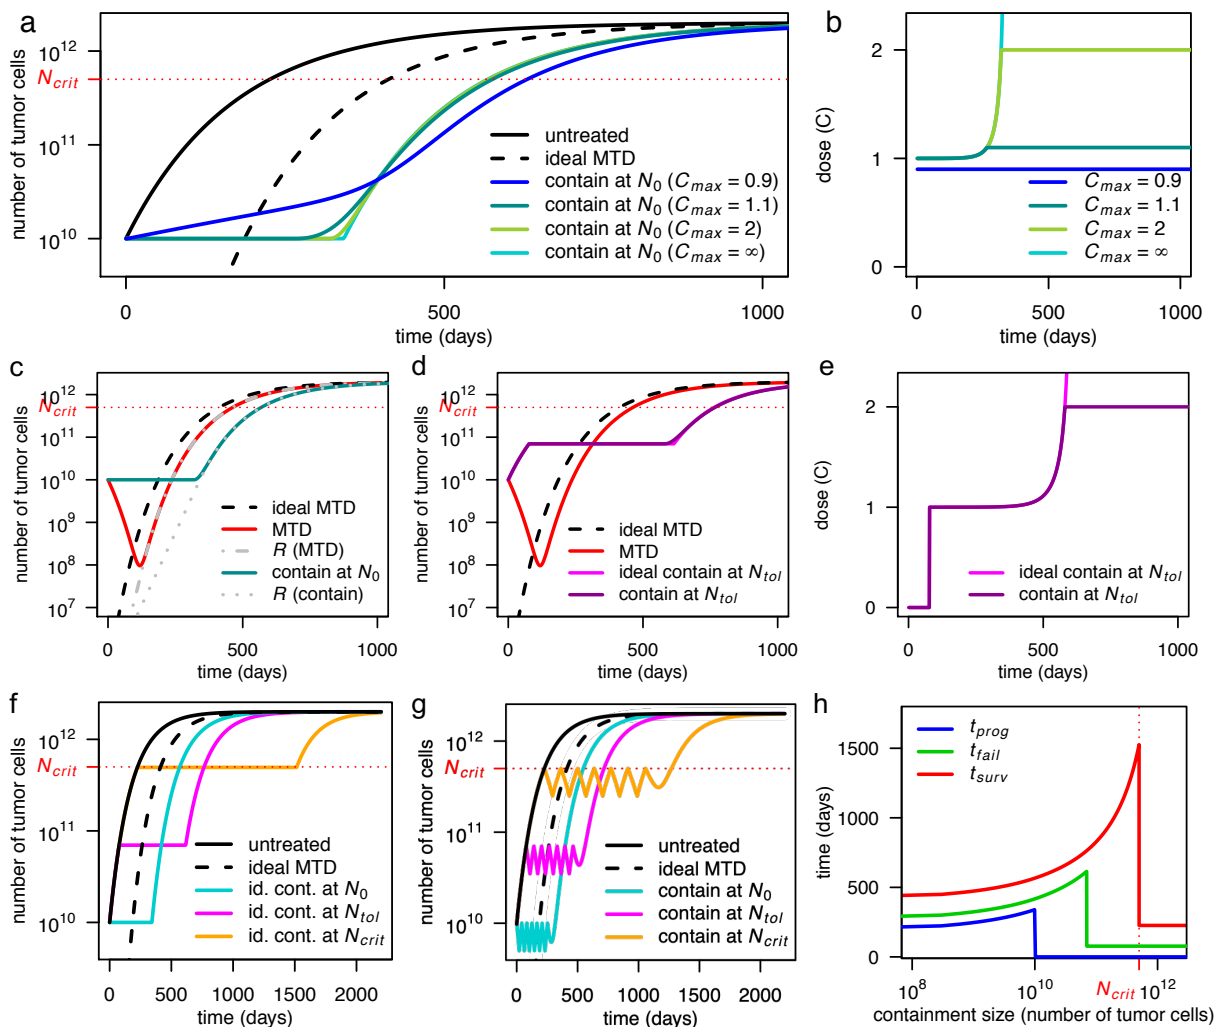 a
number of tumor cells
10^12
N_crit
10^11
10^10
untreated
ideal MTD
contain at N_0 (C_max = 0.9)
contain at N_0 (C_max = 1.1)
contain at N_0 (C_max = 2)
contain at N_0 (C_max = ∞)
0 500 1000
time (days)
b
dose (C)
2
1
0
C_max = 0.9
C_max = 1.1
C_max = 2
C_max = ∞
0 500 1000
time (days)
c
number of tumor cells
10^12
N_crit
10^11
10^10
10^9
10^8
10^7
ideal MTD
MTD
R (MTD)
contain at N_0
R (contain)
0 500 1000
time (days)
d
number of tumor cells
10^12
N_crit
10^11
10^10
10^9
10^8
10^7
ideal MTD
MTD
ideal contain at N_tol
contain at N_tol
0 500 1000
time (days)
e
dose (C)
2
1
0
ideal contain at N_tol
contain at N_tol
0 500 1000
time (days)
f
number of tumor cells
10^12
N_crit
10^11
10^10
untreated
ideal MTD
id. cont. at N_0
id. cont. at N_tol
id. cont. at N_crit
0 500 1000 1500 2000
time (days)
g
number of tumor cells
10^12
N_crit
10^11
10^10
untreated
ideal MTD
contain at N_0
contain at N_tol
contain at N_crit
0 500 1000 1500 2000
time (days)
h
time (days)
1500
1000
500
0
t_prog
t_fail
t_surv
10^8 10^10 N_crit 10^12
containment size (number of tumor cells)